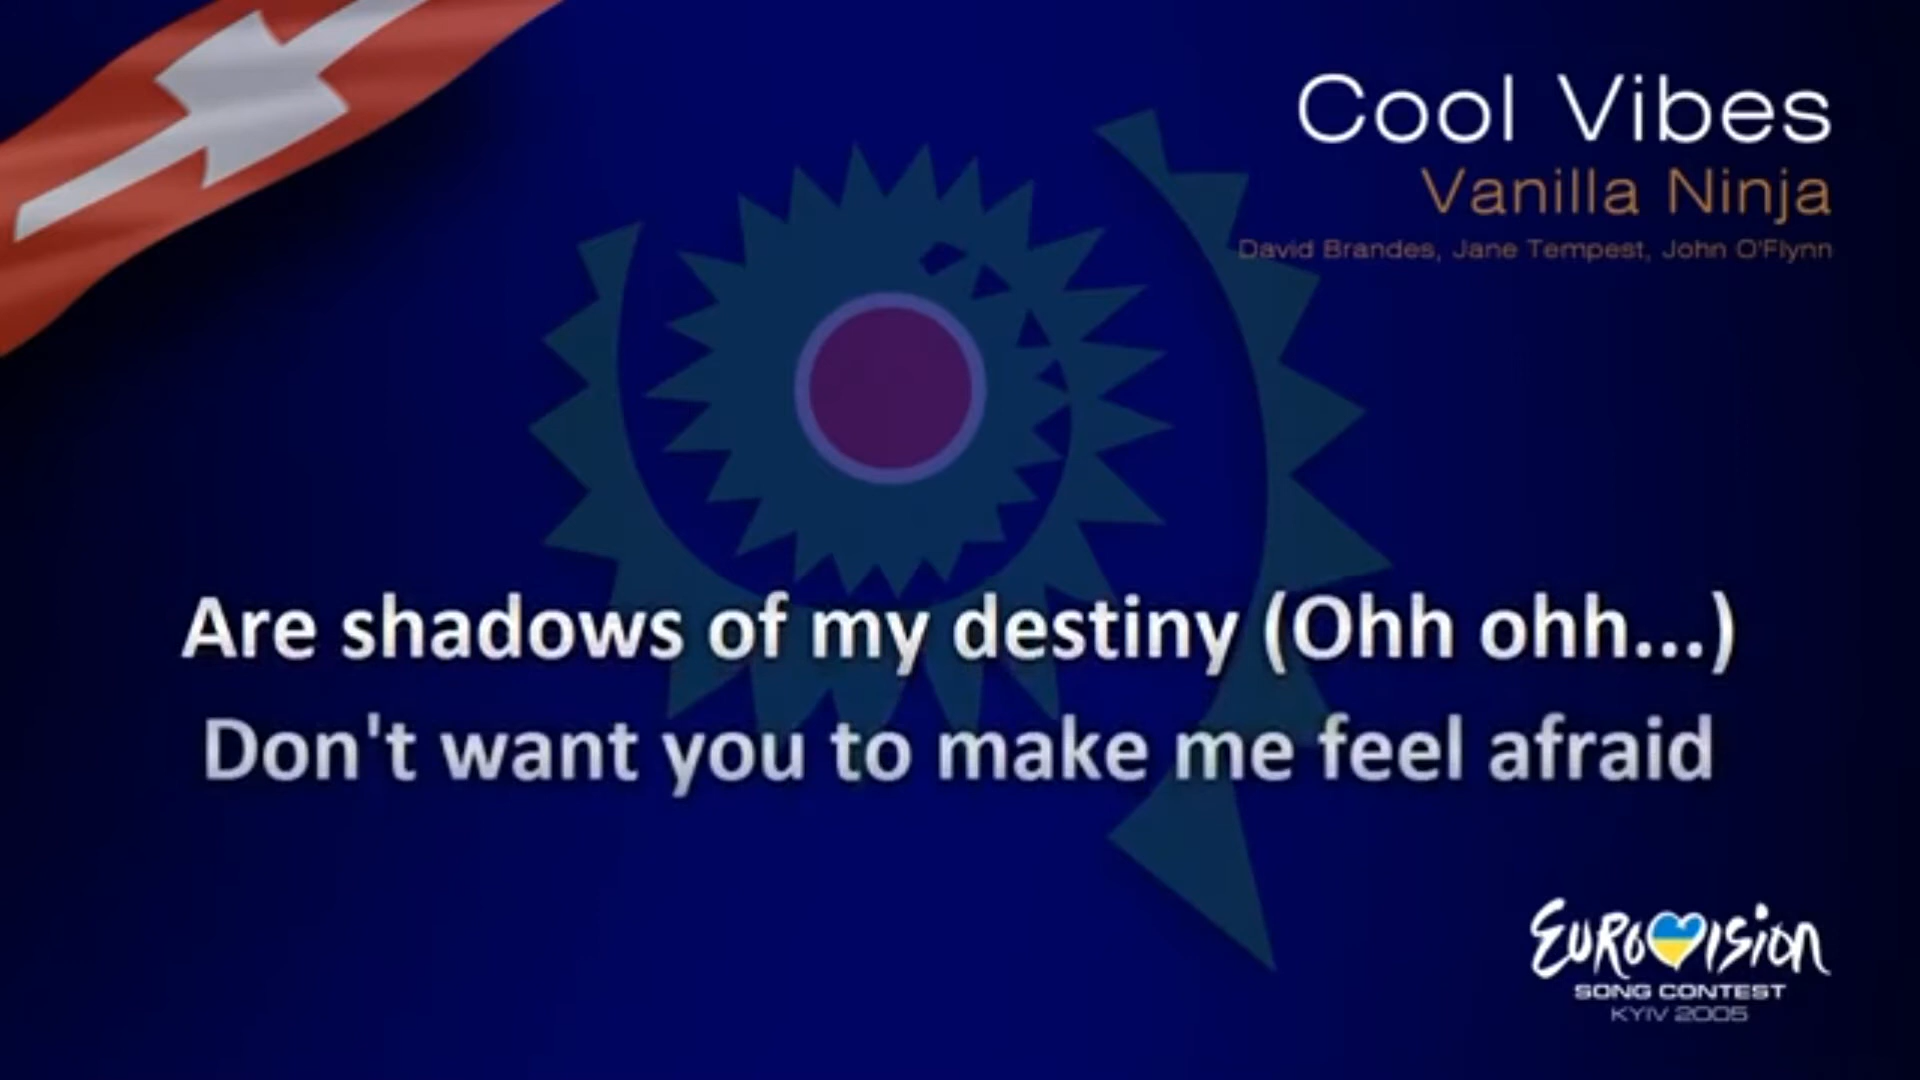 Cool Vibes
Vanilla Ninja
David Brandes, Jane Tempest, John O'Flynn
Are shadows of my destiny (Ohh ohh...)
Don't want you to make me feel afraid
EUROVISION
SONG CONTEST
KYIV 2005